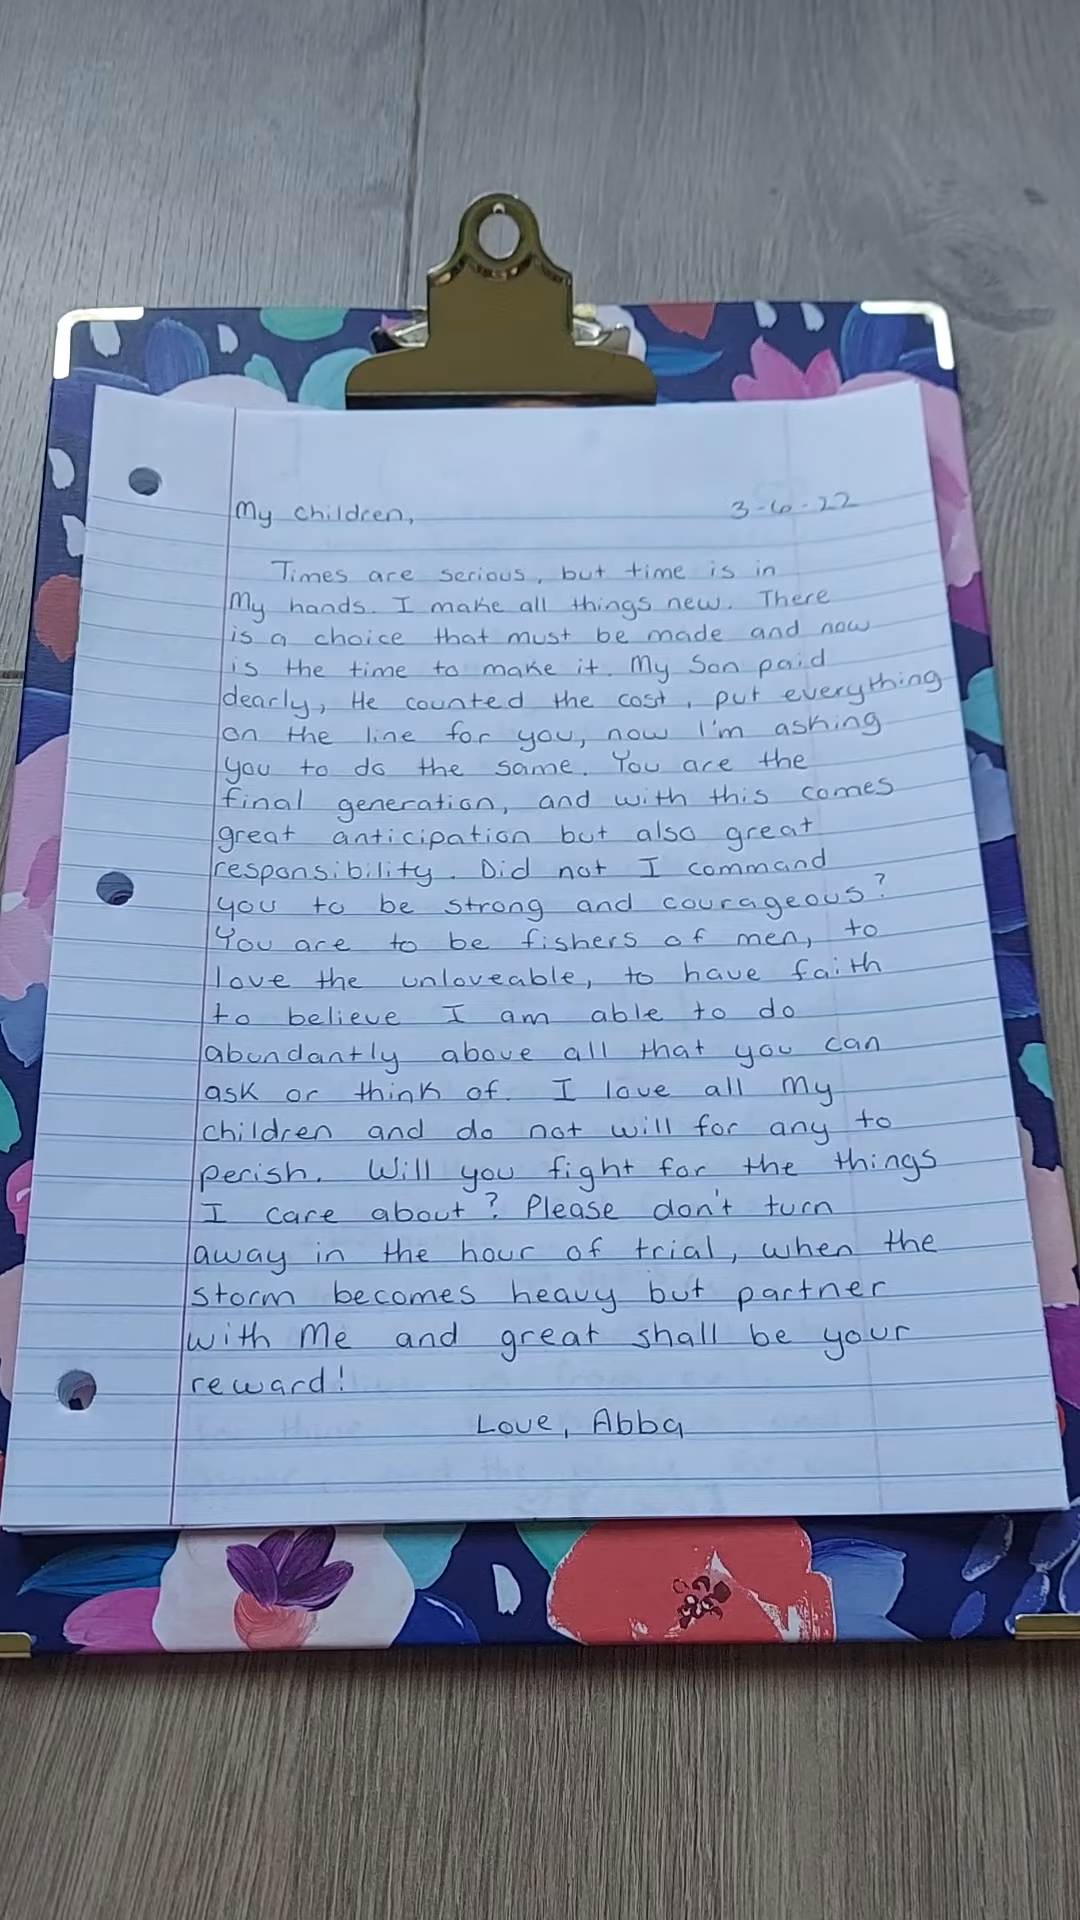 My children, 3-6-22
Times are serious, but time is in
My hands. I make all things new. There
is a choice that must be made and now
is the time to make it. My Son paid
dearly, He counted the cost, put everything
on the line for you, now I'm asking
you to do the same. You are the
final generation, and with this comes
great anticipation but also great
responsibility. Did not I command
you to be strong and courageous?
You are to be fishers of men, to
love the unloveable, to have faith
to believe I am able to do
abundantly above all that you can
ask or think of. I love all My
children and do not will for any to
perish. Will you fight for the things
I care about? Please don't turn
away in the hour of trial, when the
storm becomes heavy but partner
with Me and great shall be your
reward!
Love, Abba